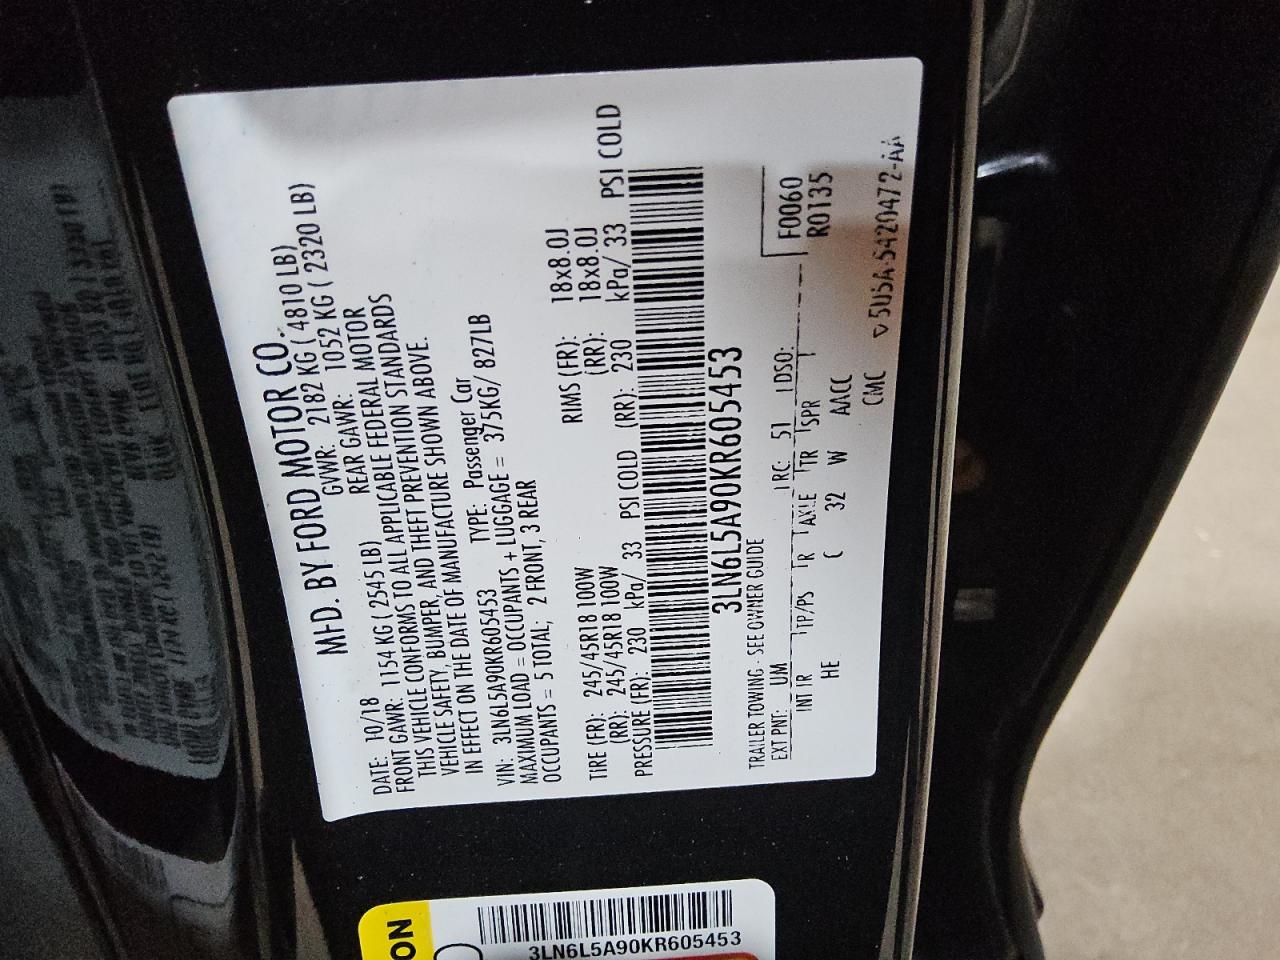 MFD. BY FORD MOTOR CO.
DATE: 10/18 GVWR: 2182 KG ( 4810 LB)
FRONT GAWR: 1154 KG ( 2545 LB) REAR GAWR: 1052 KG ( 2320 LB)
THIS VEHICLE CONFORMS TO ALL APPLICABLE FEDERAL MOTOR
VEHICLE SAFETY, BUMPER, AND THEFT PREVENTION STANDARDS
IN EFFECT ON THE DATE OF MANUFACTURE SHOWN ABOVE.
VIN: 3LN6L5A90KR605453 TYPE: Passenger Car
MAXIMUM LOAD = OCCUPANTS + LUGGAGE = 375KG/ 827LB
OCCUPANTS = 5 TOTAL; 2 FRONT, 3 REAR
TIRE (FR): 245/45R18 100W RIMS (FR): 18x8.0J
(RR): 245/45R18 100W (RR): 18x8.0J
PRESSURE (FR): 230 kPa/ 33 PSI COLD (RR): 230 kPa/ 33 PSI COLD
3LN6L5A90KR605453
TRAILER TOWING - SEE OWNER GUIDE
F0060
EXT PNT: UM RC: 51 DSO: R0135
INT TR TP/PS R AXLE TR SPR
HE C 32 W AACC
CMC
5U5A-5420472-AA
ON
3LN6L5A90KR605453